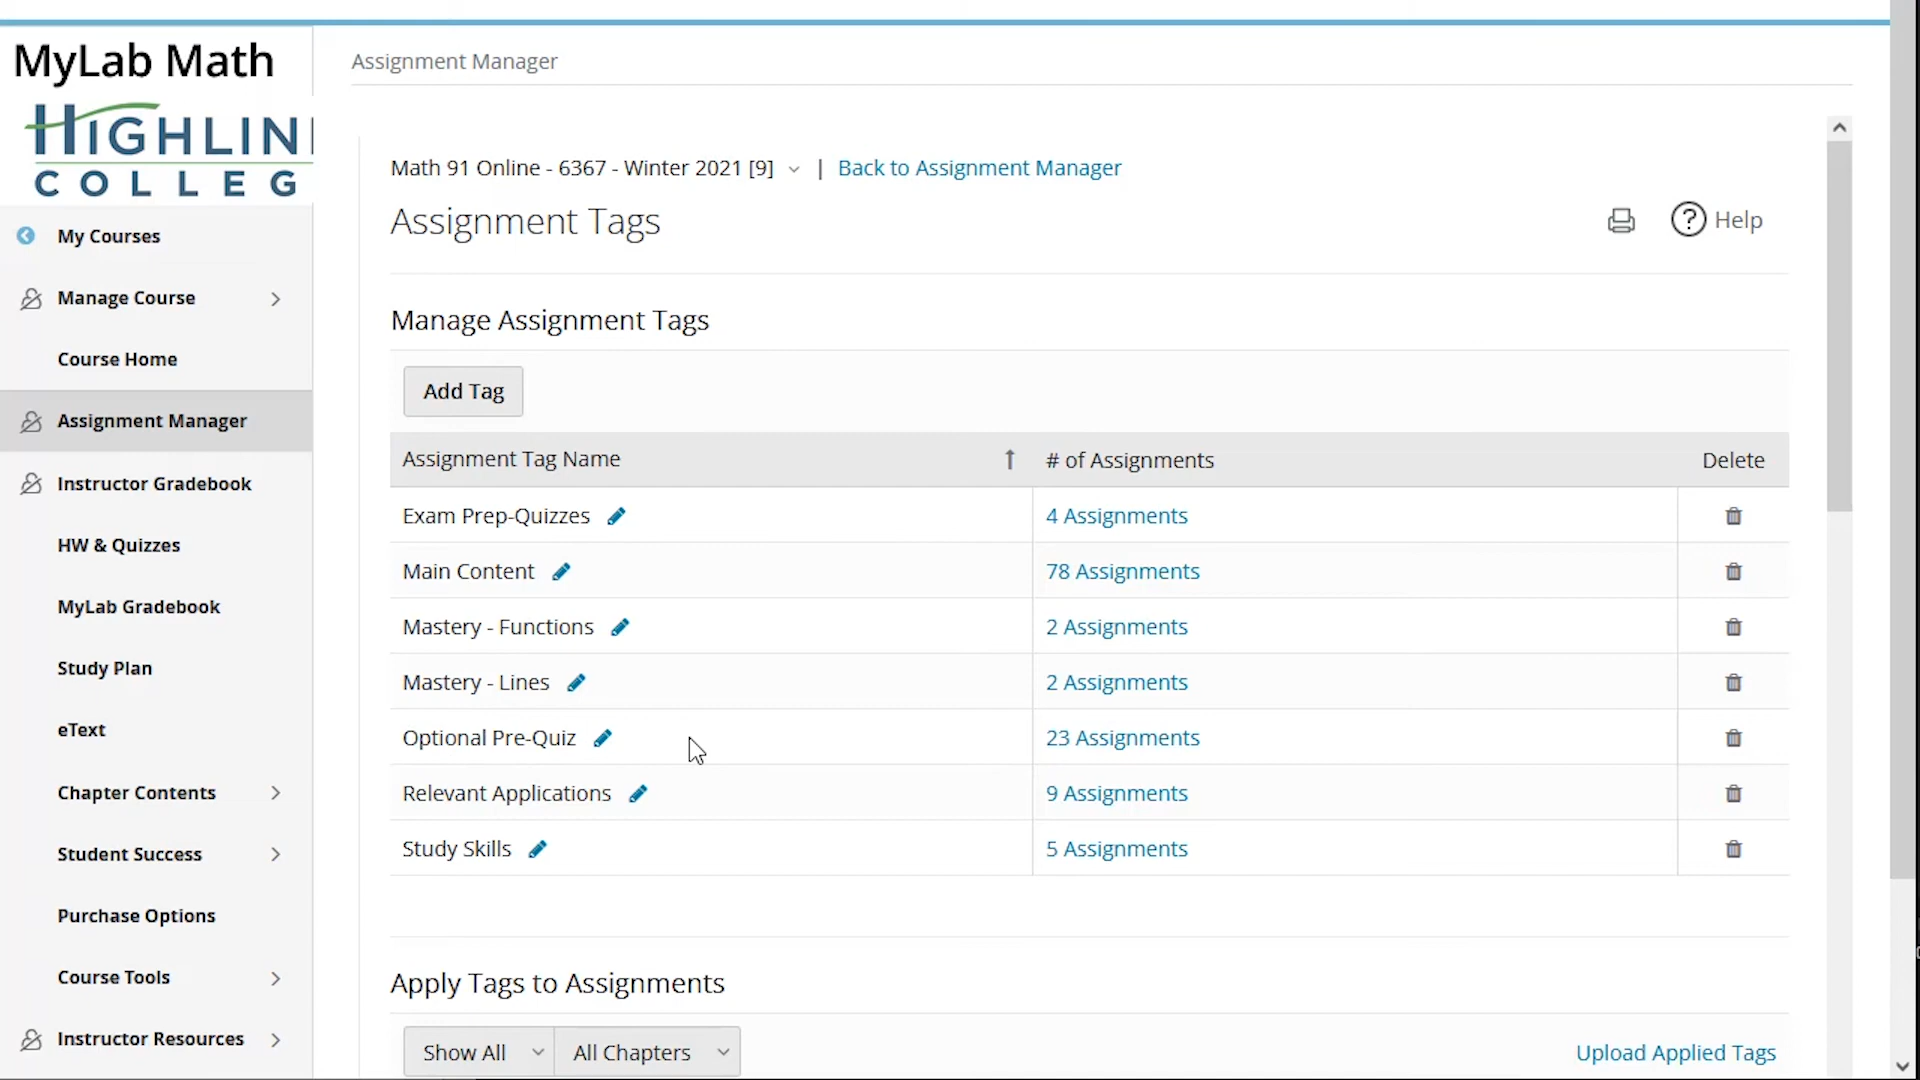 MyLab Math
HIGHLIN
COLLEG
My Courses
Manage Course
Course Home
Assignment Manager
Instructor Gradebook
HW & Quizzes
MyLab Gradebook
Study Plan
eText
Chapter Contents
Student Success
Purchase Options
Course Tools
Instructor Resources
Assignment Manager
Math 91 Online - 6367 - Winter 2021 [9] | Back to Assignment Manager
Assignment Tags
? Help
Manage Assignment Tags
Add Tag
Assignment Tag Name ↑ # of Assignments Delete
Exam Prep-Quizzes 4 Assignments
Main Content 78 Assignments
Mastery - Functions 2 Assignments
Mastery - Lines 2 Assignments
Optional Pre-Quiz 23 Assignments
Relevant Applications 9 Assignments
Study Skills 5 Assignments
Apply Tags to Assignments
Show All All Chapters Upload Applied Tags